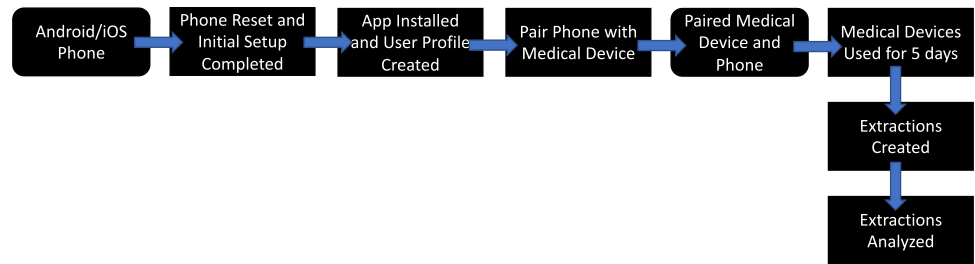 Android/iOS
Phone
Phone Reset and
Initial Setup
Completed
App Installed
and User Profile
Created
Pair Phone with
Medical Device
Paired Medical
Device and
Phone
Medical Devices
Used for 5 days
Extractions
Created
Extractions
Analyzed